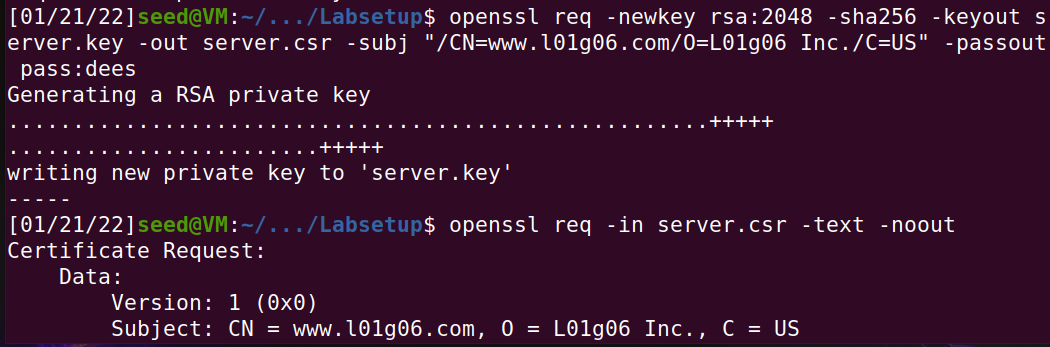 [01/21/22]seed@VM:~/.../Labsetup$ openssl req -newkey rsa:2048 -sha256 -keyout s
erver.key -out server.csr -subj "/CN=www.l01g06.com/O=L01g06 Inc./C=US" -passout
 pass:dees
Generating a RSA private key
......................................................+++++
........................+++++
writing new private key to 'server.key'
-----
[01/21/22]seed@VM:~/.../Labsetup$ openssl req -in server.csr -text -noout
Certificate Request:
    Data:
        Version: 1 (0x0)
        Subject: CN = www.l01g06.com, O = L01g06 Inc., C = US